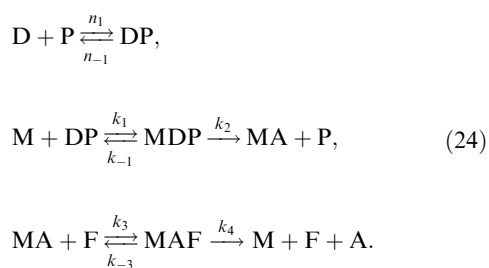 D + P ⇌ DP, n₁ n₋₁
M + DP ⇌ MDP → MA + P, k₁ k₋₁ k₂ (24)
MA + F ⇌ MAF → M + F + A. k₃ k₋₃ k₄